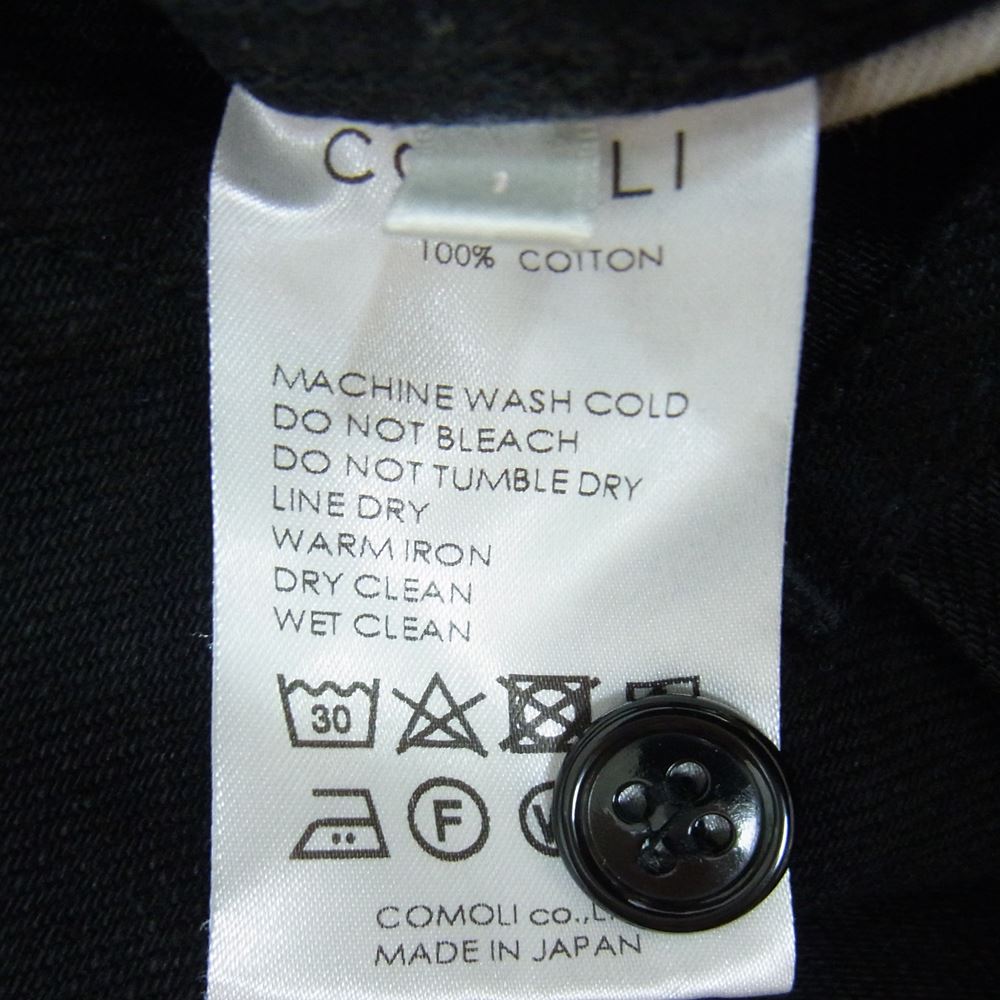 100% COTTON
MACHINE WASH COLD
DO NOT BLEACH
DO NOT TUMBLE DRY
LINE DRY
WARM IRON
DRY CLEAN
WET CLEAN
30
F
COMOLI co.,
MADE IN JAPAN